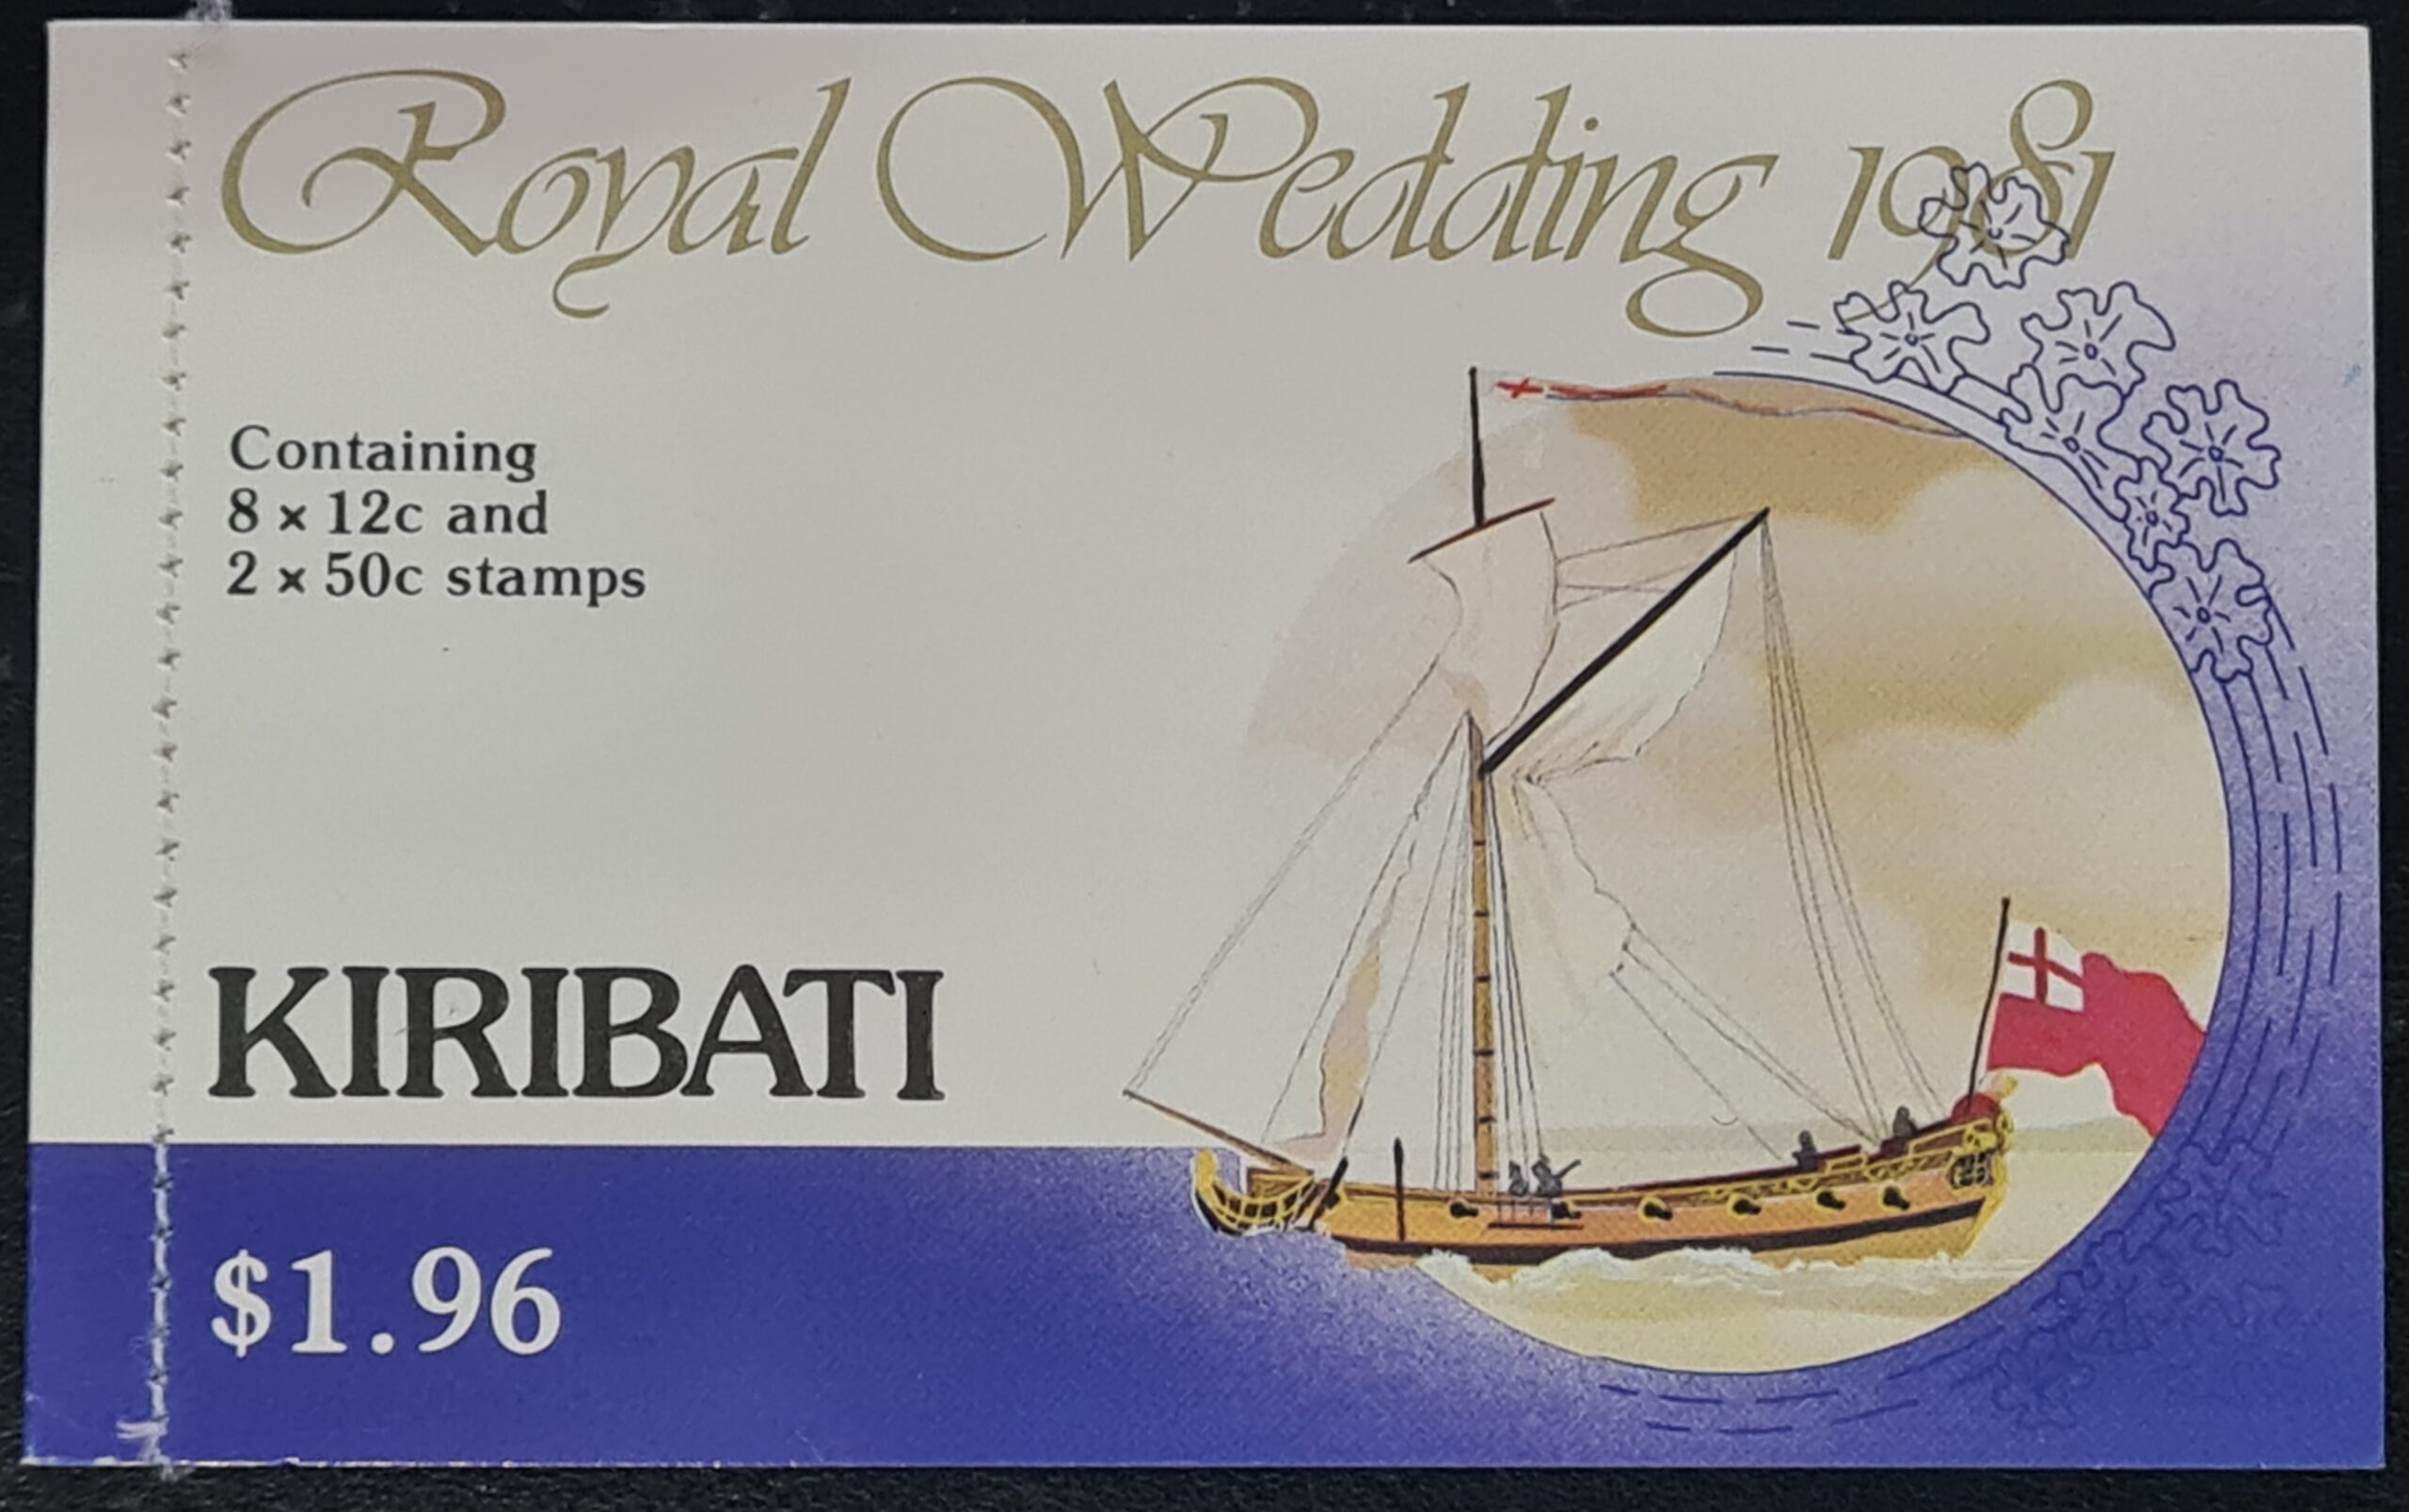 Royal Wedding 1981
Containing
8 x 12c and
2 x 50c stamps
KIRIBATI
$1.96